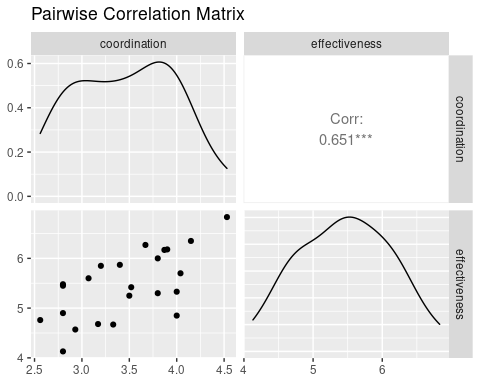 Pairwise Correlation Matrix
coordination
effectiveness
0.6
0.4
0.2
0.0
Corr:
0.651***
coordination
6
5
4
effectiveness
2.5 3.0 3.5 4.0 4.5
4 5 6